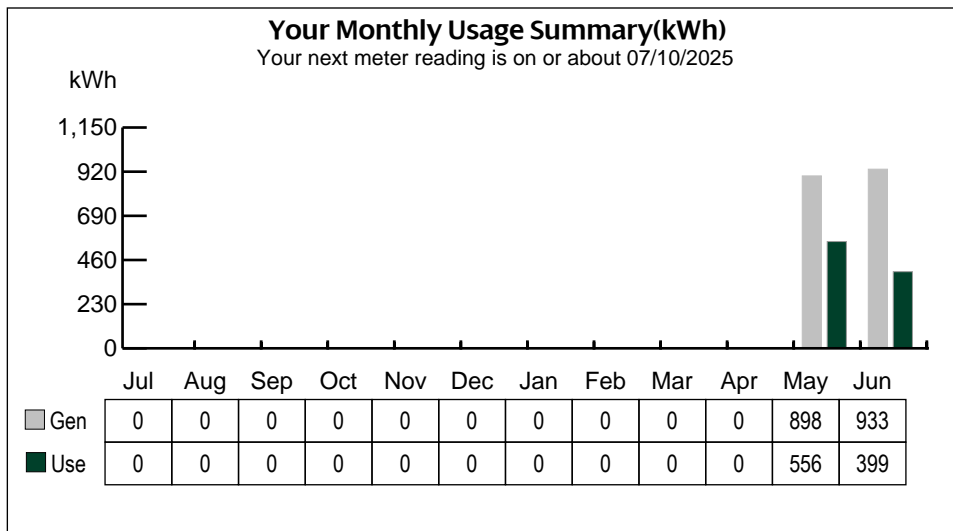 Your Monthly Usage Summary(kWh)
Your next meter reading is on or about 07/10/2025
kWh
1,150
920
690
460
230
0
Jul Aug Sep Oct Nov Dec Jan Feb Mar Apr May Jun
Gen 0 0 0 0 0 0 0 0 0 0 898 933
Use 0 0 0 0 0 0 0 0 0 0 556 399